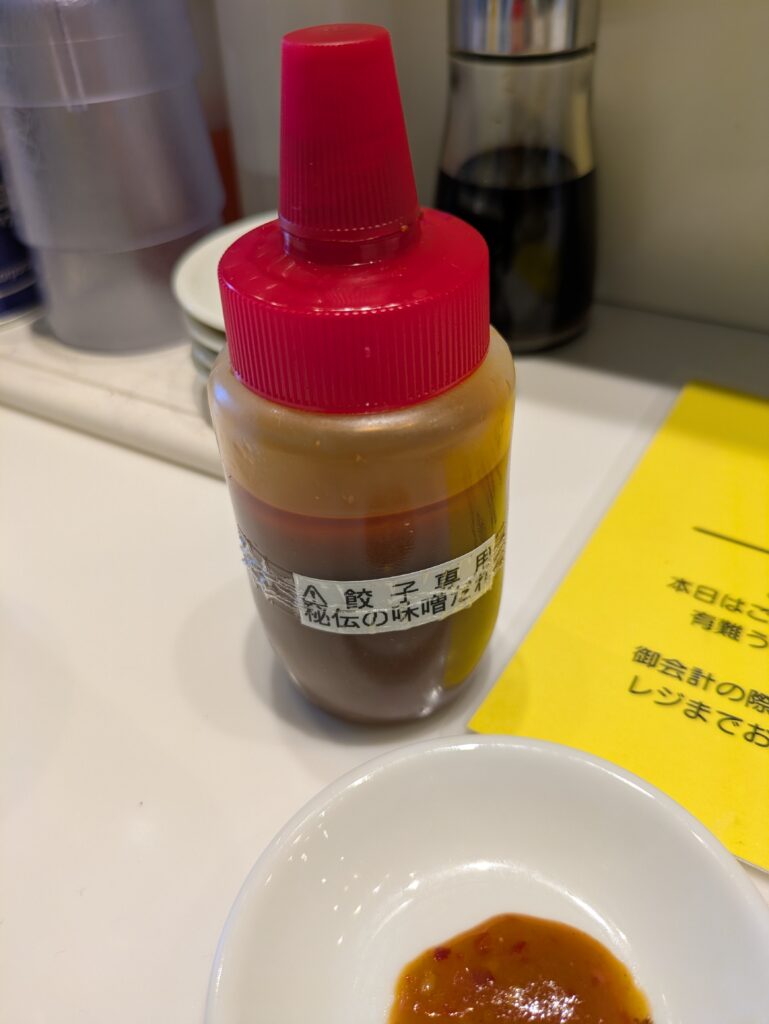 ⚠ 餃子専用
秘伝の味噌だれ
本日はご
有難う
御会計の際
レジまでお